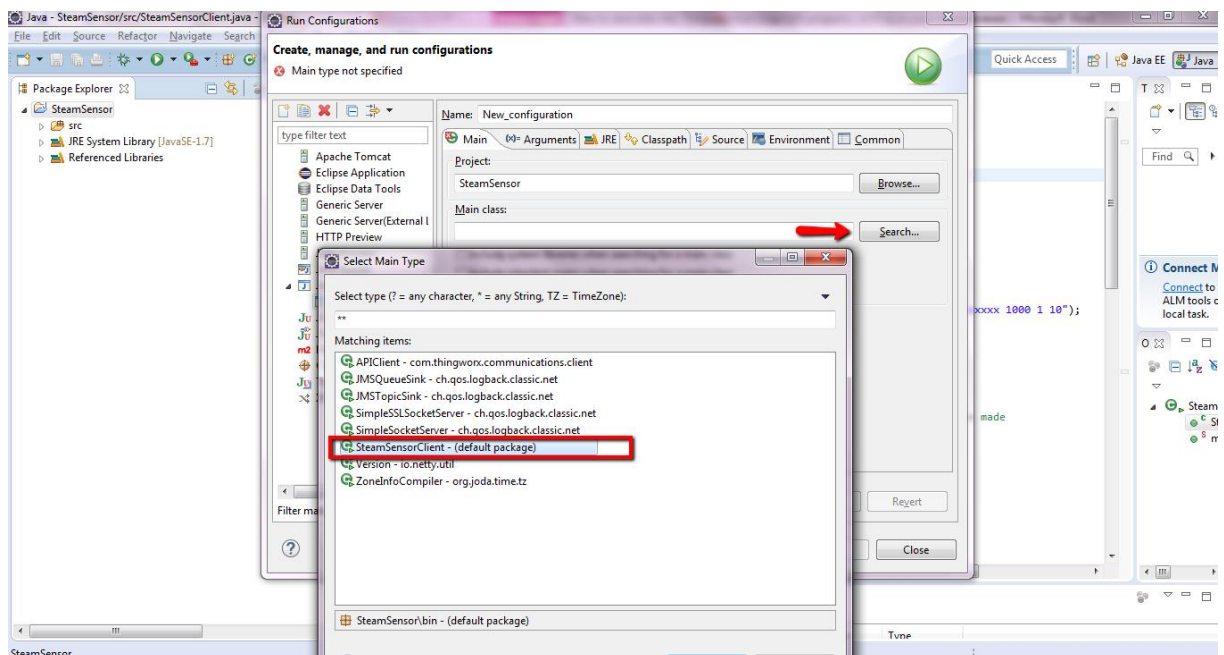 Java - SteamSensor/src/SteamSensorClient.java -
File Edit Source Refactor Navigate Search
Quick Access
Java EE
Java
Package Explorer
SteamSensor
src
JRE System Library [JavaSE-1.7]
Referenced Libraries
Run Configurations
Create, manage, and run configurations
Main type not specified
type filter text
Apache Tomcat
Eclipse Application
Eclipse Data Tools
Generic Server
Generic Server(External L
HTTP Preview
Filter ma
Name: New_configuration
Main (x)= Arguments JRE Classpath Source Environment Common
Project:
SteamSensor
Browse...
Main class:
Search...
Select Main Type
Select type (? = any character, * = any String, TZ = TimeZone):
**
Matching items:
APIClient - com.thingworx.communications.client
JMSQueueSink - ch.qos.logback.classic.net
JMSTopicSink - ch.qos.logback.classic.net
SimpleSSLSocketServer - ch.qos.logback.classic.net
SimpleSocketServer - ch.qos.logback.classic.net
SteamSensorClient - (default package)
Version - io.netty.util
ZoneInfoCompiler - org.joda.time.tz
SteamSensor\bin - (default package)
Revert
Close
xxxx 1000 1 10");
made
Find
Connect M
Connect to
ALM tools o
local task.
Steam
St
m
Type
SteamSensor